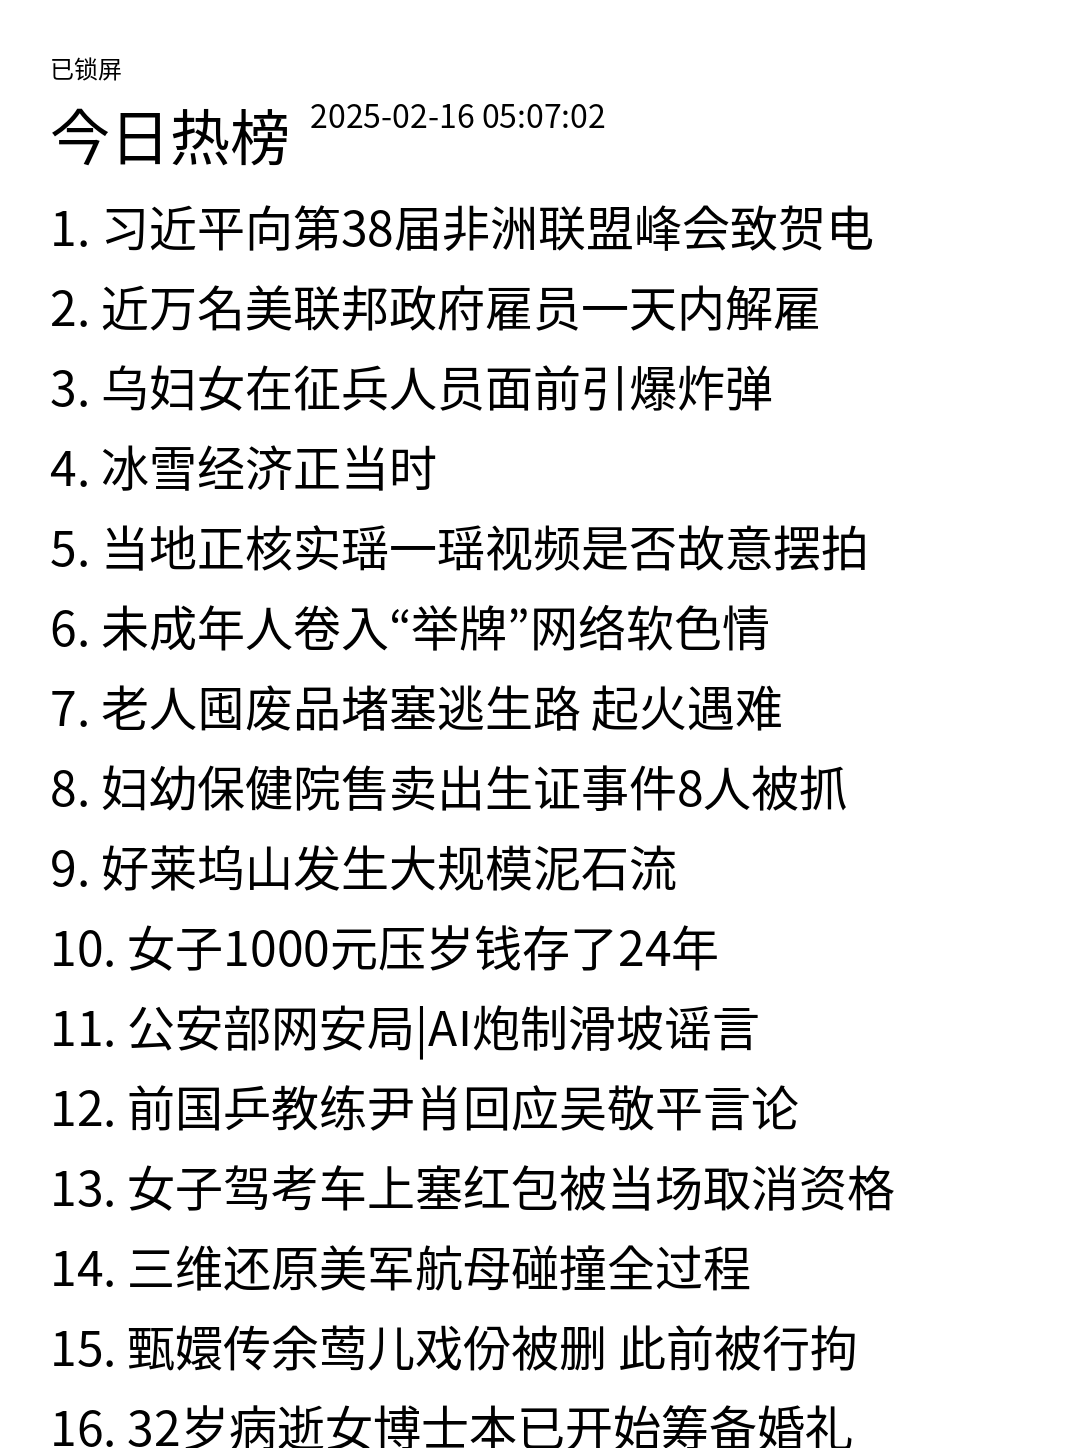 已锁屏
今日热榜 2025-02-16 05:07:02
1. 习近平向第38届非洲联盟峰会致贺电
2. 近万名美联邦政府雇员一天内解雇
3. 乌妇女在征兵人员面前引爆炸弹
4. 冰雪经济正当时
5. 当地正核实瑶一瑶视频是否故意摆拍
6. 未成年人卷入“举牌”网络软色情
7. 老人囤废品堵塞逃生路 起火遇难
8. 妇幼保健院售卖出生证事件8人被抓
9. 好莱坞山发生大规模泥石流
10. 女子1000元压岁钱存了24年
11. 公安部网安局|AI炮制滑坡谣言
12. 前国乒教练尹肖回应吴敬平言论
13. 女子驾考车上塞红包被当场取消资格
14. 三维还原美军航母碰撞全过程
15. 甄嬛传余莺儿戏份被删 此前被行拘
16. 32岁病逝女博士本已开始筹备婚礼